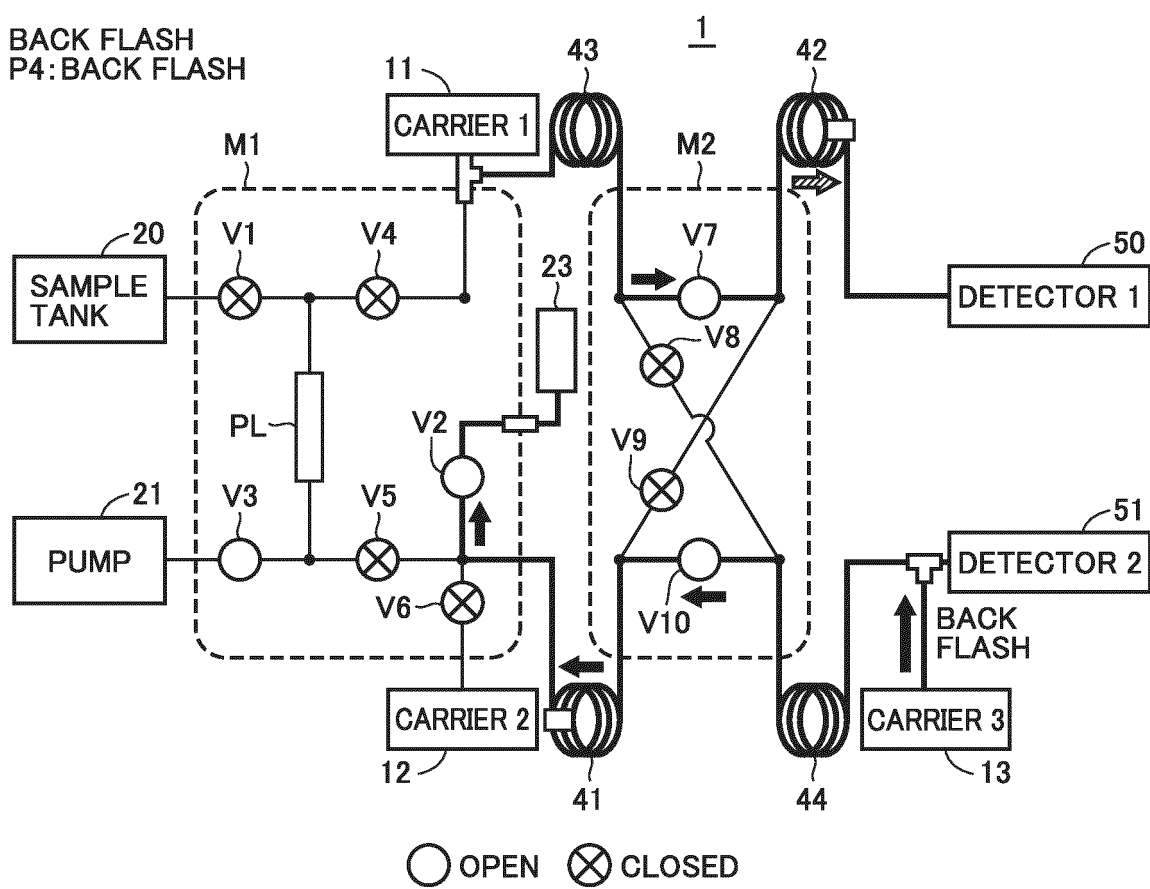 BACK FLASH
P4: BACK FLASH
1
11
43
42
CARRIER 1
M1
M2
20
V1
V4
23
V7
50
SAMPLE
TANK
DETECTOR 1
V8
PL
V2
V9
21
V3
V5
51
PUMP
DETECTOR 2
V6
V10
BACK
FLASH
CARRIER 2
CARRIER 3
12
41
44
13
OPEN
CLOSED